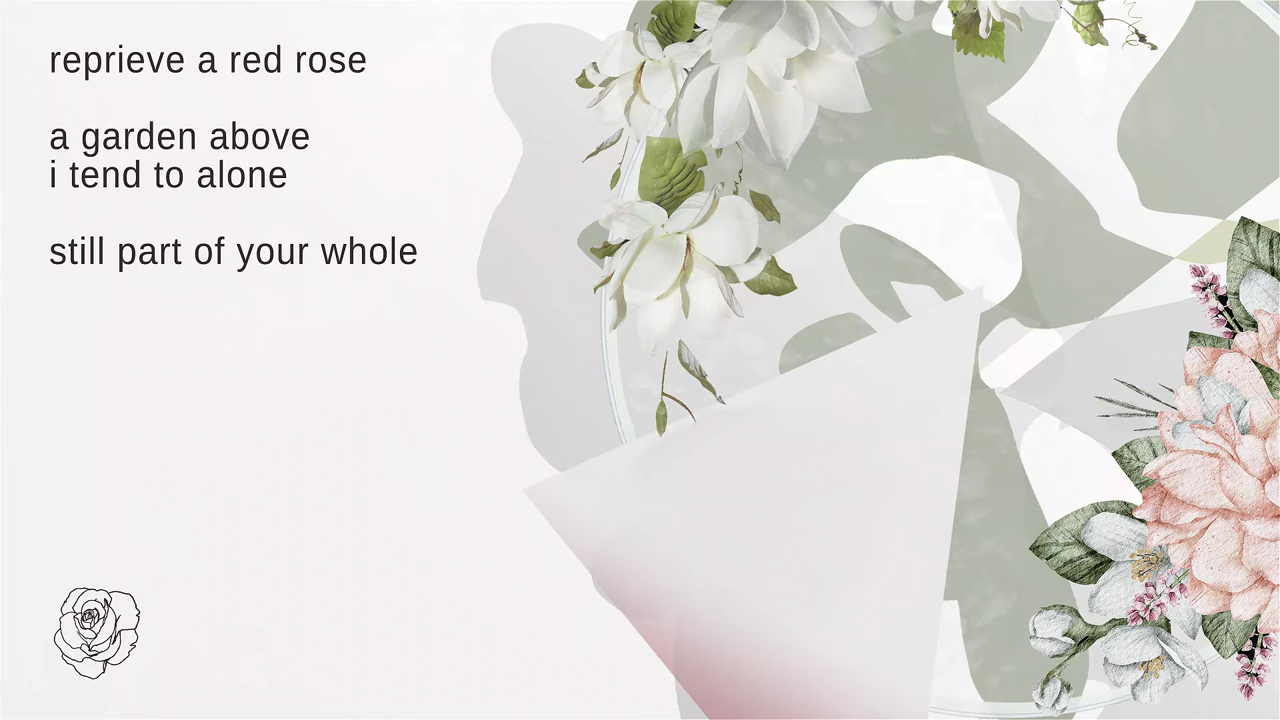 reprieve a red rose
a garden above
i tend to alone
still part of your whole